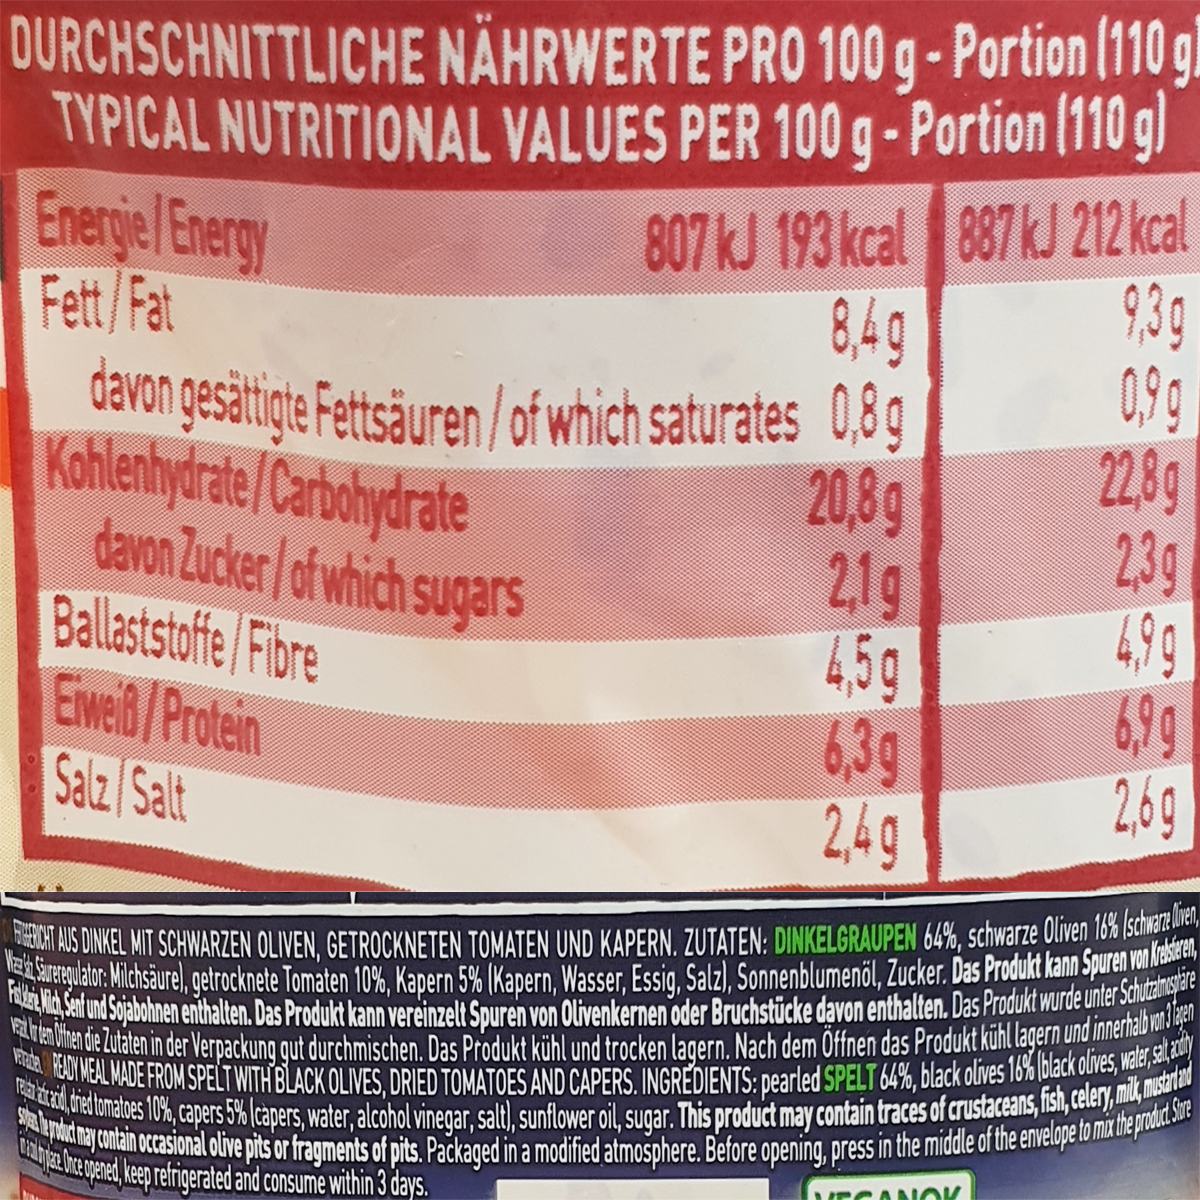 DURCHSCHNITTLICHE NÄHRWERTE PRO 100 g - Portion (110 g)
TYPICAL NUTRITIONAL VALUES PER 100 g - Portion (110 g)
Energie / Energy 807 kJ 193 kcal 887 kJ 212 kcal
Fett / Fat 8,4 g 9,3 g
davon gesättigte Fettsäuren / of which saturates 0,8 g 0,9 g
Kohlenhydrate / Carbohydrate 20,8 g 22,8 g
davon Zucker / of which sugars 2,1 g 2,3 g
Ballaststoffe / Fibre 4,5 g 4,9 g
Eiweiß / Protein 6,3 g 6,9 g
Salz / Salt 2,4 g 2,6 g
FERTIGGERICHT AUS DINKEL MIT SCHWARZEN OLIVEN, GETROCKNETEN TOMATEN UND KAPERN. ZUTATEN: DINKELGRAUPEN 64%, schwarze Oliven 16% (schwarze Oliven,
Wasser, Salz, Säureregulator: Milchsäure), getrocknete Tomaten 10%, Kapern 5% (Kapern, Wasser, Essig, Salz), Sonnenblumenöl, Zucker. Das Produkt kann Spuren von Krebstieren,
Milch, Senf und Sojabohnen enthalten. Das Produkt kann vereinzelt Spuren von Olivenkernen oder Bruchstücke davon enthalten. Das Produkt wurde unter Schutzatmosphäre
verpackt. Vor dem Öffnen die Zutaten in der Verpackung gut durchmischen. Das Produkt kühl und trocken lagern. Nach dem Öffnen das Produkt kühl lagern und innerhalb von 3 Tagen
READY MEAL MADE FROM SPELT WITH BLACK OLIVES, DRIED TOMATOES AND CAPERS. INGREDIENTS: pearled SPELT 64%, black olives 16% (black olives, water, salt, acidity
regulator: lactic acid), dried tomatoes 10%, capers 5% (capers, water, alcohol vinegar, salt), sunflower oil, sugar. This product may contain traces of crustaceans, fish, celery, milk, mustard and
soybeans. The product may contain occasional olive pits or fragments of pits. Packaged in a modified atmosphere. Before opening, press in the middle of the envelope to mix the product. Store
in a cool dry place. Once opened, keep refrigerated and consume within 3 days.
VEGANOK